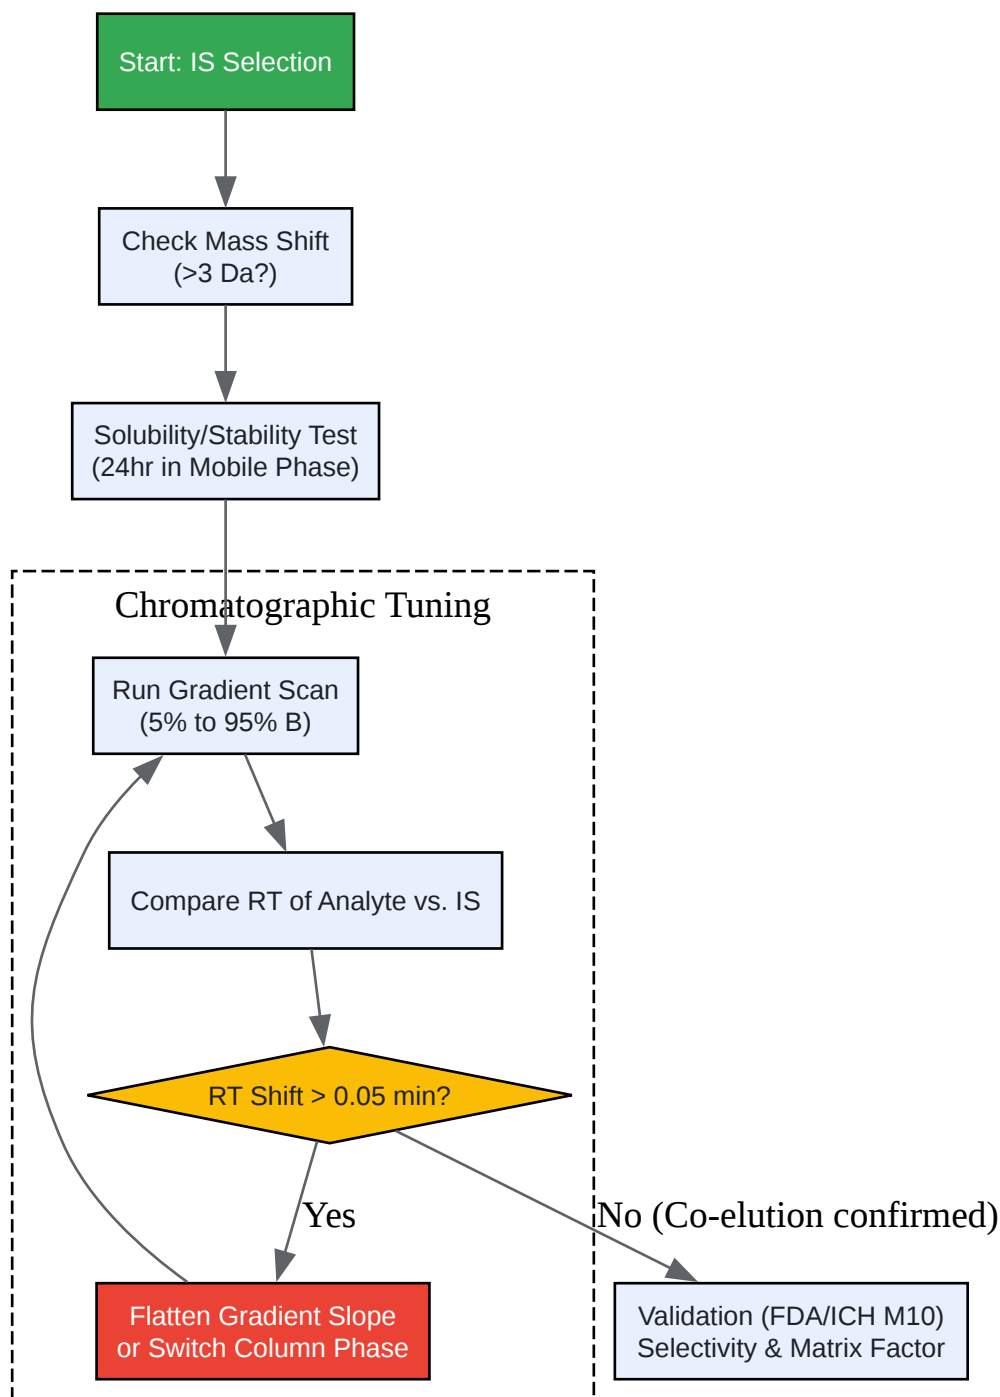 Start: IS Selection
Check Mass Shift
(>3 Da?)
Solubility/Stability Test
(24hr in Mobile Phase)
Chromatographic Tuning
Run Gradient Scan
(5% to 95% B)
Compare RT of Analyte vs. IS
RT Shift > 0.05 min?
Yes
No (Co-elution confirmed)
Flatten Gradient Slope
or Switch Column Phase
Validation (FDA/ICH M10)
Selectivity & Matrix Factor